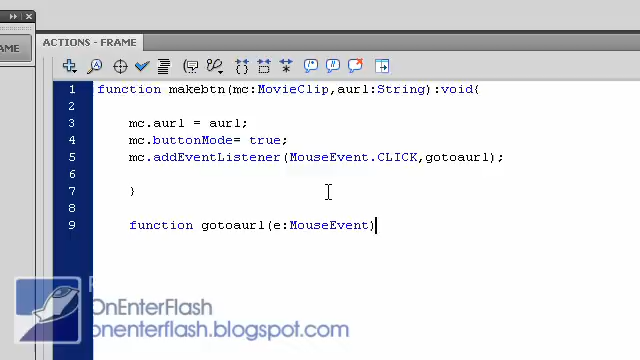 AME
ACTIONS - FRAME
1 function makebtn(mc:MovieClip,aurl:String):void{
2
3 mc.aurl = aurl;
4 mc.buttonMode= true;
5 mc.addEventListener(MouseEvent.CLICK,gotoaurl);
6
7 }
8
9 function gotoaurl(e:MouseEvent)
OnEnterFlash
onenterflash.blogspot.com